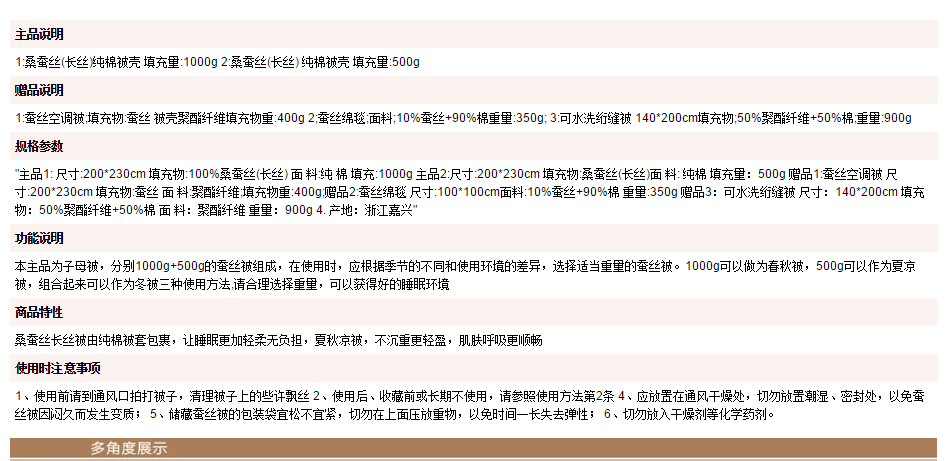 主品说明
1:桑蚕丝(长丝)纯棉被壳 填充量:1000g 2:桑蚕丝(长丝) 纯棉被壳 填充量:500g
赠品说明
1:蚕丝空调被;填充物:蚕丝 被壳聚酯纤维填充物重:400g 2;蚕丝绵毯;面料;10%蚕丝+90%棉重量:350g; 3:可水洗绗缝被 140*200cm填充物;50%聚酯纤维+50%棉;重量:900g
规格参数
"主品1: 尺寸:200*230cm 填充物:100%桑蚕丝(长丝) 面 料:纯 棉 填充:1000g 主品2:尺寸:200*230cm 填充物:桑蚕丝(长丝)面 料: 纯棉 填充量：500g 赠品1:蚕丝空调被 尺
寸:200*230cm 填充物:蚕丝 面 料:聚酯纤维:填充物重:400g;赠品2:蚕丝绵毯 尺寸:100*100cm面料:10%蚕丝+90%棉 重量:350g 赠品3：可水洗绗缝被 尺寸：140*200cm 填充
物：50%聚酯纤维+50%棉 面 料：聚酯纤维 重量：900g 4. 产地：浙江嘉兴"
功能说明
本主品为子母被，分别1000g+500g的蚕丝被组成，在使用时，应根据季节的不同和使用环境的差异，选择适当重量的蚕丝被。1000g可以做为春秋被，500g可以作为夏凉
被，组合起来可以作为冬被三种使用方法,请合理选择重量，可以获得好的睡眠环境
商品特性
桑蚕丝长丝被由纯棉被套包裹，让睡眠更加轻柔无负担，夏秋凉被，不沉重更轻盈，肌肤呼吸更顺畅
使用时注意事项
1、使用前请到通风口拍打被子，清理被子上的些许飘丝 2、使用后、收藏前或长期不使用，请参照使用方法第2条 4、应放置在通风干燥处，切勿放置潮显、密封处，以免蚕
丝被因闷久而发生变质； 5、储藏蚕丝被的包装袋宜松不宜紧，切勿在上面压放重物，以免时间一长失去弹性； 6、切勿放入干燥剂等化学药剂。
多角度展示